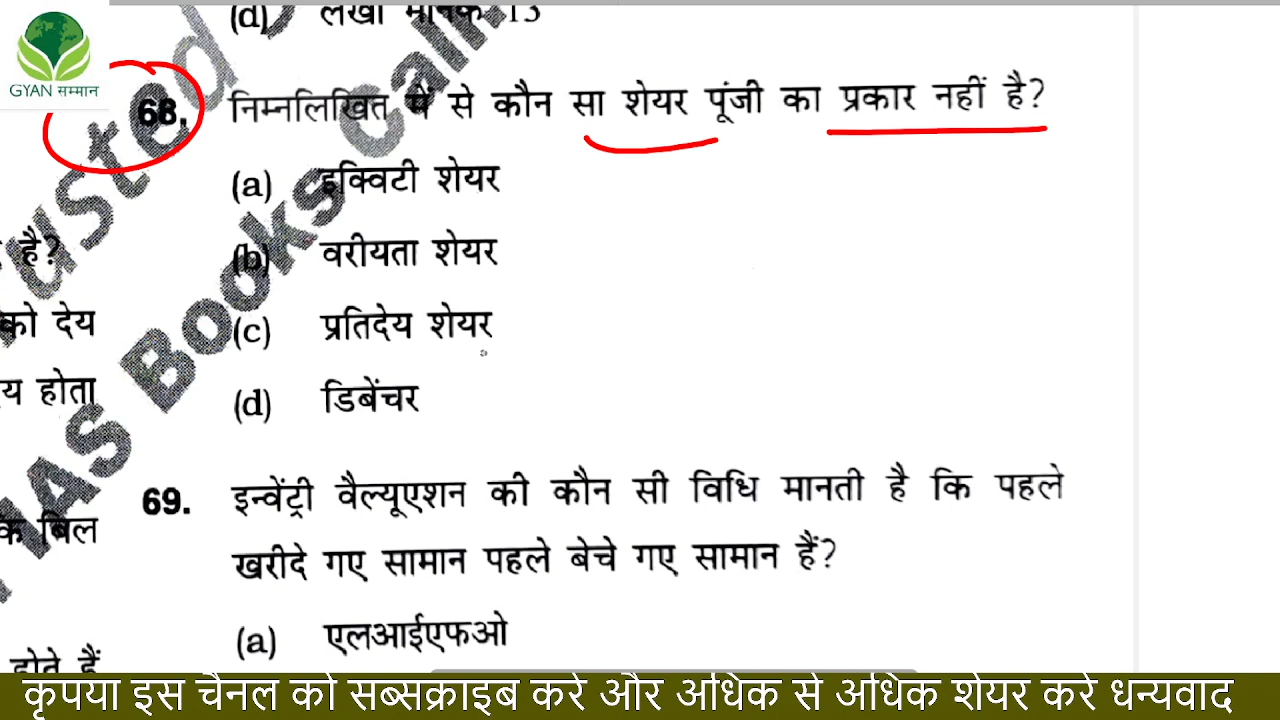 GYAN सम्मान
(d) लेखा मानक 13
68. निम्नलिखित में से कौन सा शेयर पूंजी का प्रकार नहीं है?
(a) इक्विटी शेयर
(b) वरीयता शेयर
(c) प्रतिदेय शेयर
(d) डिबेंचर
69. इन्वेंट्री वैल्यूएशन की कौन सी विधि मानती है कि पहले
खरीदे गए सामान पहले बेचे गए सामान हैं?
(a) एलआईएफओ
है?
को देय
होता
बिल
होते हैं
usted
IAS Books
कृपया इस चैनल को सब्सक्राइब करें और अधिक से अधिक शेयर करें धन्यवाद